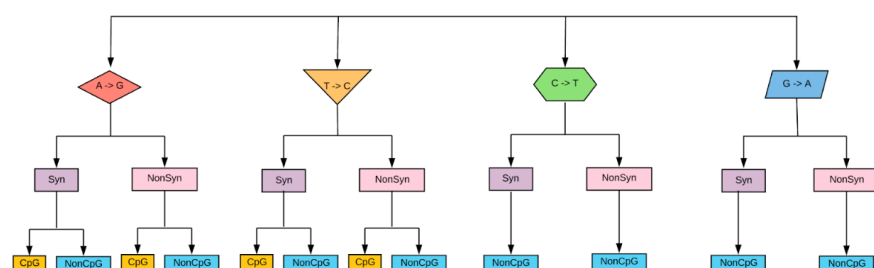 A -> G
T -> C
C -> T
G -> A
Syn
NonSyn
Syn
NonSyn
Syn
NonSyn
Syn
NonSyn
CpG
NonCpG
CpG
NonCpG
CpG
NonCpG
CpG
NonCpG
NonCpG
NonCpG
NonCpG
NonCpG